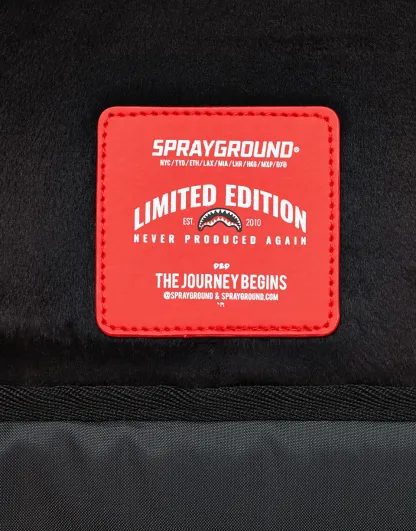 SPRAYGROUND®
NYC/TYO/ETH/LAX/MIA/LHR/HKG/MXP/DXB
LIMITED EDITION
EST. 2010
NEVER PRODUCED AGAIN
THE JOURNEY BEGINS
@SPRAYGROUND & SPRAYGROUND.COM